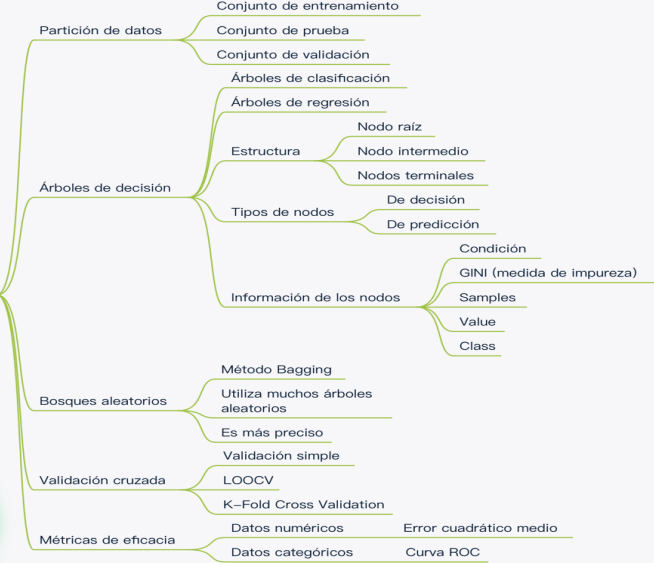 Partición de datos
Conjunto de entrenamiento
Conjunto de prueba
Conjunto de validación
Árboles de decisión
Árboles de clasificación
Árboles de regresión
Estructura
Nodo raíz
Nodo intermedio
Nodos terminales
Tipos de nodos
De decisión
De predicción
Información de los nodos
Condición
GINI (medida de impureza)
Samples
Value
Class
Bosques aleatorios
Método Bagging
Utiliza muchos árboles
aleatorios
Es más preciso
Validación cruzada
Validación simple
LOOCV
K–Fold Cross Validation
Métricas de eficacia
Datos numéricos
Error cuadrático medio
Datos categóricos
Curva ROC